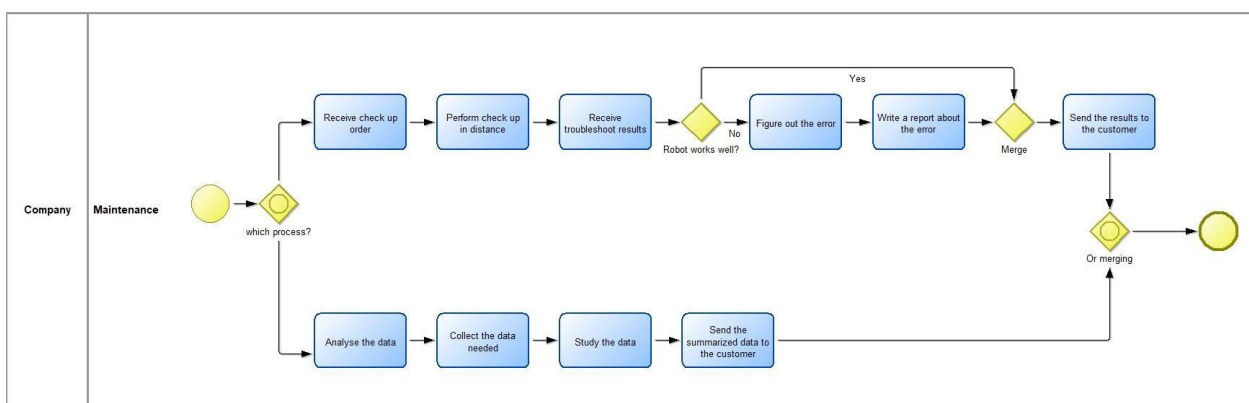 Company
Maintenance
which process?
Receive check up
order
Perform check up
in distance
Receive
troubleshoot results
Robot works well?
Yes
No
Figure out the error
Write a report about
the error
Merge
Send the results to
the customer
Analyse the data
Collect the data
needed
Study the data
Send the
summarized data to
the customer
Or merging